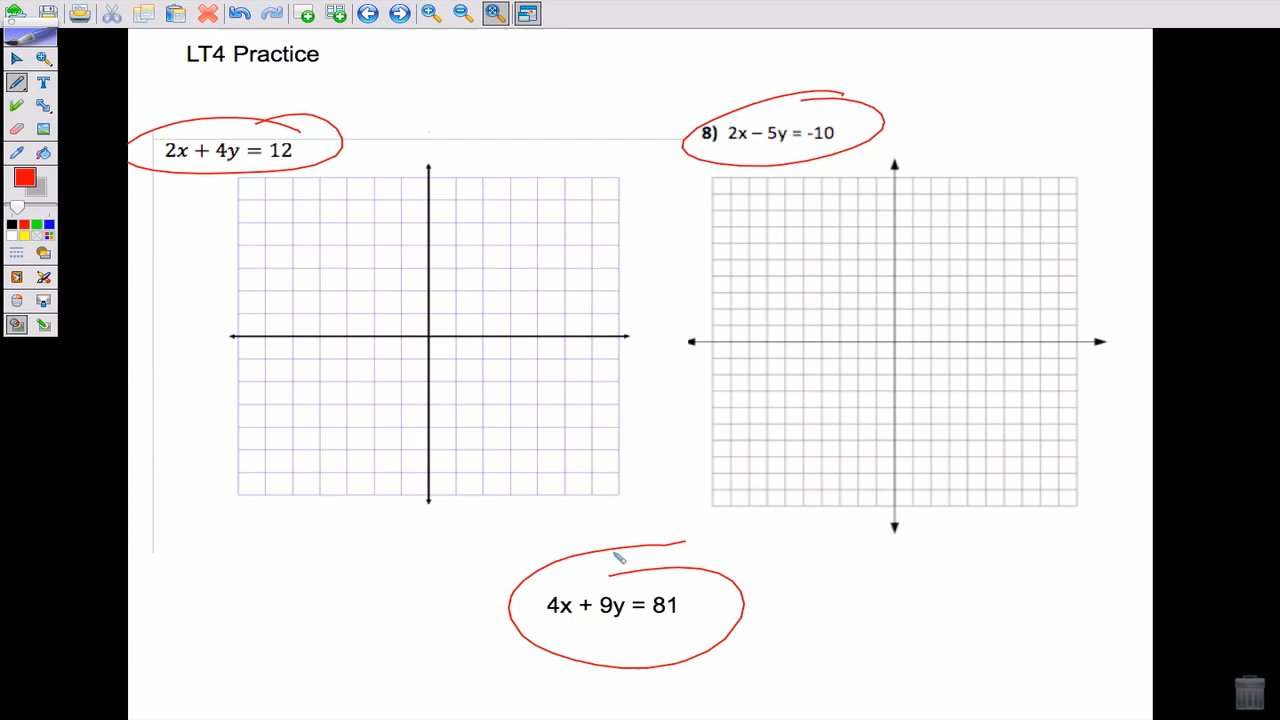 LT4 Practice
2x + 4y = 12
8) 2x – 5y = -10
4x + 9y = 81